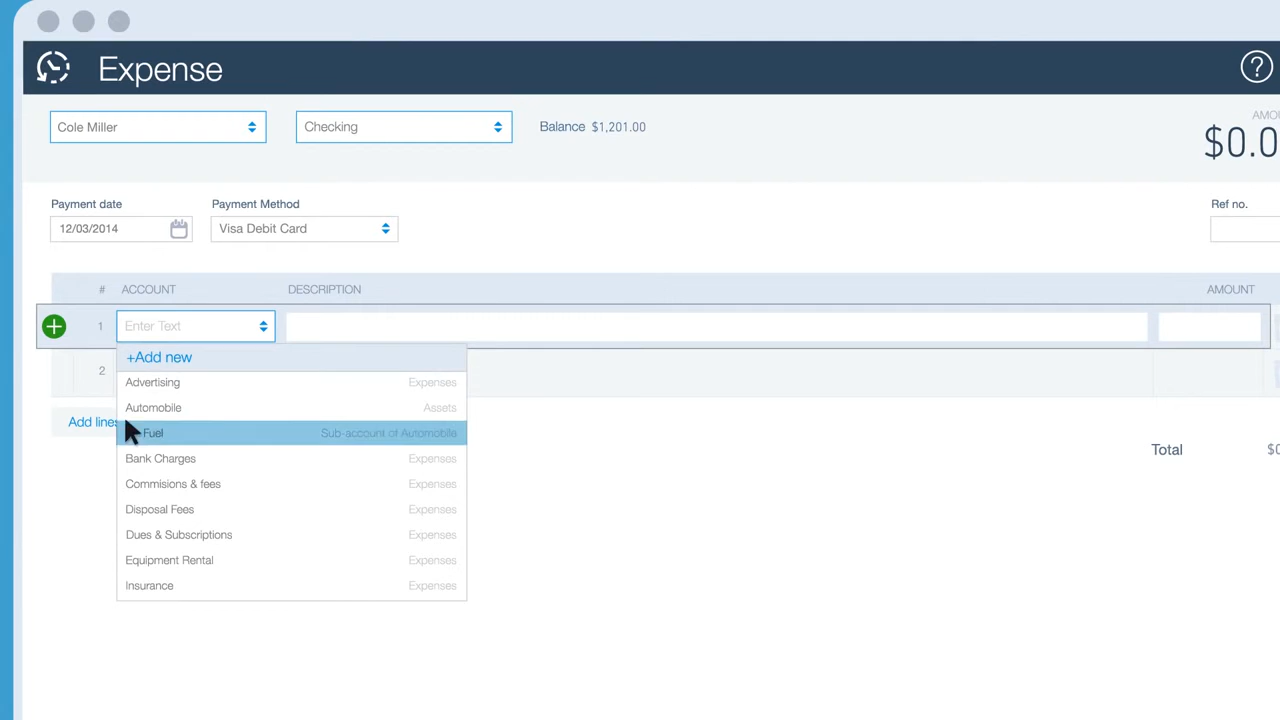 Expense
?
Cole Miller
Checking
Balance $1,201.00
$0.0
Payment date
Payment Method
Ref no.
12/03/2014
Visa Debit Card
# ACCOUNT DESCRIPTION AMOUNT
1 Enter Text
+Add new
2
Advertising Expenses
Automobile Assets
Add lines
Fuel Sub-account of Automobile
Total $0
Bank Charges Expenses
Commisions & fees Expenses
Disposal Fees Expenses
Dues & Subscriptions Expenses
Equipment Rental Expenses
Insurance Expenses